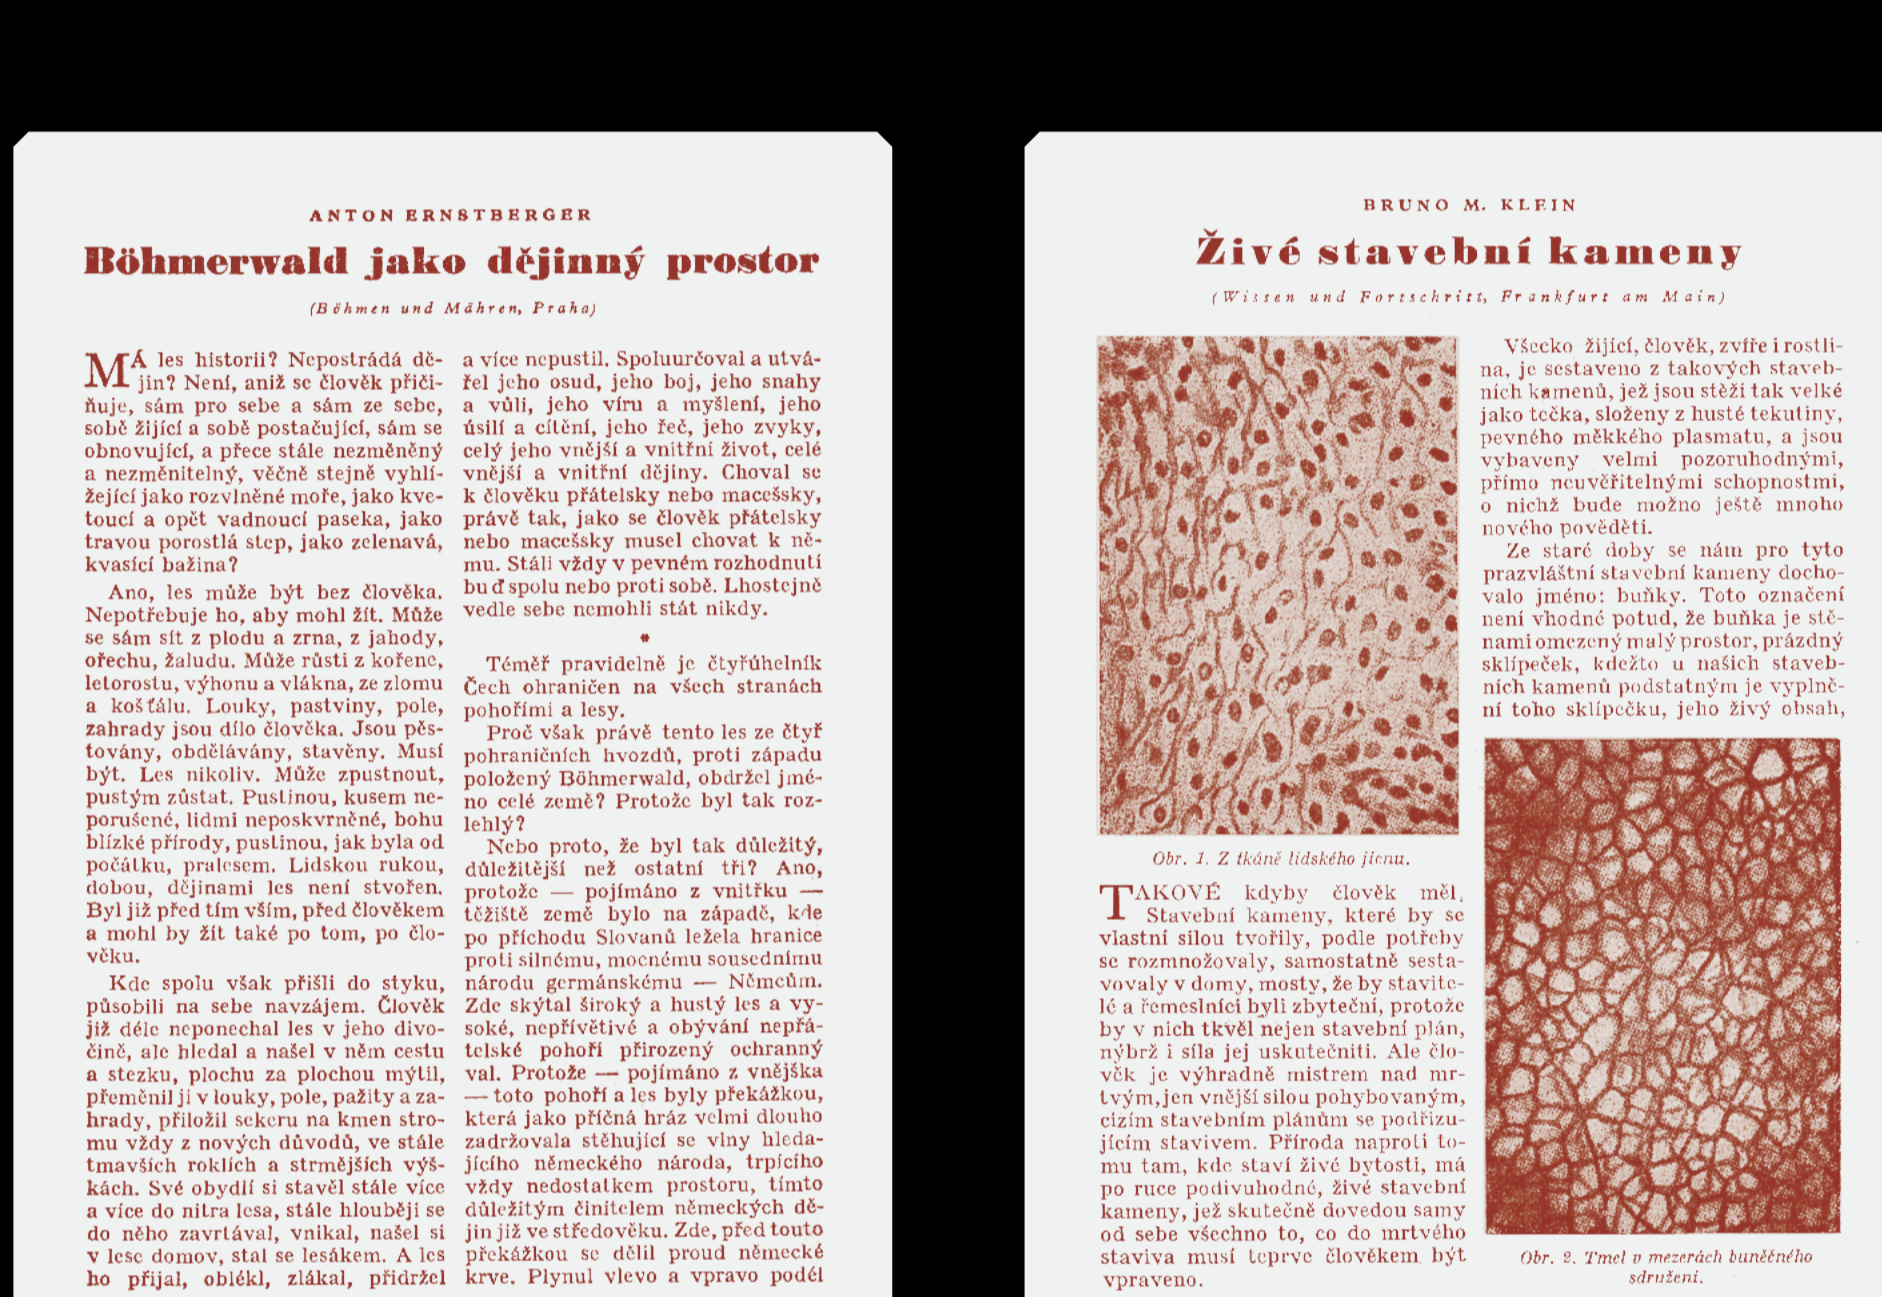 ANTON ERNSTBERGER
Böhmerwald jako dějinný prostor
(Böhmen und Mähren, Praha)
MÁ les historii? Nepostrádá dě-
jin? Není, aniž se člověk přiči-
ňuje, sám pro sebe a sám ze sebe,
sobě žijící a sobě postačující, sám se
obnovující, a přece stále nezměněný
a nezměnitelný, věčně stejně vyhlí-
žející jako rozvlněné moře, jako kve-
toucí a opět vadnoucí paseka, jako
travou porostlá step, jako zelenavá,
kvasící bažina?
Ano, les může být bez člověka.
Nepotřebuje ho, aby mohl žít. Může
se sám sít z plodu a zrna, z jahody,
ořechu, žaludu. Může růsti z kořene,
letorostu, výhonu a vlákna, ze zlomu
a košťálu. Louky, pastviny, pole,
zahrady jsou dílo člověka. Jsou pěs-
továny, obdělávány, stavěny. Musí
být. Les nikoliv. Může zpustnout,
pustým zůstat. Pustinou, kusem ne-
porušené, lidmi neposkvrněné, bohu
blízké přírody, pustinou, jak byla od
počátku, pralesem. Lidskou rukou,
dobou, dějinami les není stvořen.
Byl již před tím vším, před člověkem
a mohl by žít také po tom, po člo-
věku.
Kde spolu však přišli do styku,
působili na sebe navzájem. Člověk
již déle neponechal les v jeho divo-
čině, ale hledal a našel v něm cestu
a stezku, plochu za plochou mýtil,
přeměnil ji v louky, pole, pažity a za-
hrady, přiložil sekeru na kmen stro-
mu vždy z nových důvodů, ve stále
tmavších roklích a strmějších výš-
kách. Své obydlí si stavěl stále více
a více do nitra lesa, stále hlouběji se
do něho zavrtával, vnikal, našel si
v lese domov, stal se lesákem. A les
ho přijal, oblékl, zlákal, přidržel
a více nepustil. Spoluurčoval a utvá-
řel jeho osud, jeho boj, jeho snahy
a vůli, jeho víru a myšlení, jeho
úsilí a cítění, jeho řeč, jeho zvyky,
celý jeho vnější a vnitřní život, celé
vnější a vnitřní dějiny. Choval se
k člověku přátelsky nebo macešsky,
právě tak, jako se člověk přátelsky
nebo macešsky musel chovat k ně-
mu. Stáli vždy v pevném rozhodnutí
buď spolu nebo proti sobě. Lhostejně
vedle sebe nemohli stát nikdy.
*
Téměř pravidelně je čtyřúhelník
Čech ohraničen na všech stranách
pohořími a lesy.
Proč však právě tento les ze čtyř
pohraničních hvozdů, proti západu
položený Böhmerwald, obdržel jmé-
no celé země? Protože byl tak roz-
lehlý?
Nebo proto, že byl tak důležitý,
důležitější než ostatní tři? Ano,
protože — pojímáno z vnitřku —
těžiště země bylo na západě, kde
po příchodu Slovanů ležela hranice
proti silnému, mocnému sousednímu
národu germánskému — Němcům.
Zde skýtal široký a hustý les a vy-
soké, nepřívětivé a obývání nepřá-
telské pohoří přirozený ochranný
val. Protože — pojímáno z vnějška
— toto pohoří a les byly překážkou,
která jako příčná hráz velmi dlouho
zadržovala stěhující se vlny hleda-
jícího německého národa, trpícího
vždy nedostatkem prostoru, tímto
důležitým činitelem německých dě-
jin již ve středověku. Zde, před touto
překážkou se dělil proud německé
krve. Plynul vlevo a vpravo podél
BRUNO M. KLEIN
Živé stavební kameny
(Wissen und Fortschritt, Frankfurt am Main)
Obr. 1. Z tkáně lidského jícnu.
TAKOVÉ kdyby člověk měl.
Stavební kameny, které by se
vlastní silou tvořily, podle potřeby
se rozmnožovaly, samostatně sesta-
vovaly v domy, mosty, že by stavite-
lé a řemeslníci byli zbyteční, protože
by v nich tkvěl nejen stavební plán,
nýbrž i síla jej uskutečniti. Ale člo-
věk je výhradně mistrem nad mr-
tvým, jen vnější silou pohybovaným,
cizím stavebním plánům se podřizu-
jícím stavivem. Příroda naproti to-
mu tam, kde staví živé bytosti, má
po ruce podivuhodné, živé stavební
kameny, jež skutečně dovedou samy
od sebe všechno to, co do mrtvého
staviva musí teprve člověkem být
vpraveno.
Všecko žijící, člověk, zvíře i rostli-
na, je sestaveno z takových staveb-
ních kamenů, jež jsou stěží tak velké
jako tečka, složeny z husté tekutiny,
pevného měkkého plasmatu, a jsou
vybaveny velmi pozoruhodnými,
přímo neuvěřitelnými schopnostmi,
o nichž bude možno ještě mnoho
nového pověděti.
Ze staré doby se nám pro tyto
prazvláštní stavební kameny docho-
valo jméno: buňky. Toto označení
není vhodné potud, že buňka je stě-
nami omezený malý prostor, prázdný
sklípeček, kdežto u našich staveb-
ních kamenů podstatným je vyplně-
ní toho sklípečku, jeho živý obsah,
Obr. 2. Tmel v mezerách buněčného
sdružení.